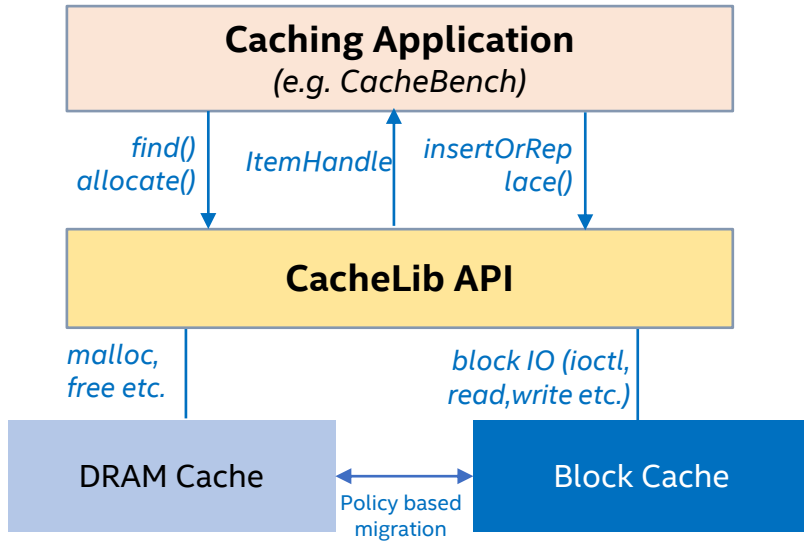 Caching Application
(e.g. CacheBench)
find()
allocate()
ItemHandle
insertOrRep
lace()
CacheLib API
malloc,
free etc.
block IO (ioctl,
read,write etc.)
DRAM Cache
Policy based
migration
Block Cache